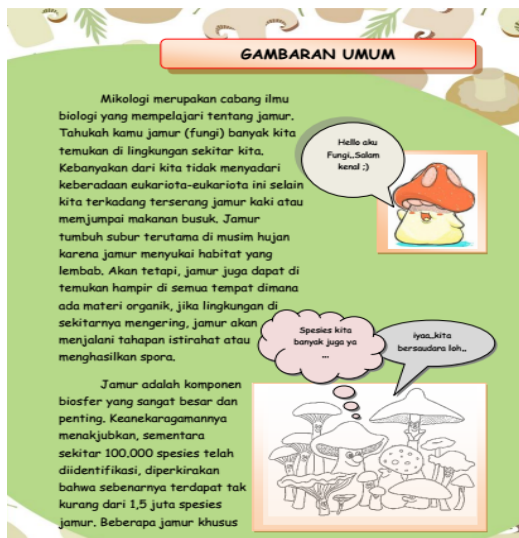 GAMBARAN UMUM
Mikologi merupakan cabang ilmu
biologi yang mempelajari tentang jamur.
Tahukah kamu jamur (fungi) banyak kita
temukan di lingkungan sekitar kita.
Kebanyakan dari kita tidak menyadari
keberadaan eukariota-eukariota ini selain
kita terkadang terserang jamur kaki atau
memjumpai makanan busuk. Jamur
tumbuh subur terutama di musim hujan
karena jamur menyukai habitat yang
lembab. Akan tetapi, jamur juga dapat di
temukan hampir di semua tempat dimana
ada materi organik, jika lingkungan di
sekitarnya mengering, jamur akan
menjalani tahapan istirahat atau
menghasilkan spora.
Hello aku
Fungi,,Salam
kenal ;)
Spesies kita
banyak juga ya
...
iyaa,,kita
bersaudara loh,,
Jamur adalah komponen
biosfer yang sangat besar dan
penting. Keanekaragamannya
menakjubkan, sementara
sekitar 100.000 spesies telah
diidentifikasi, diperkirakan
bahwa sebenarnya terdapat tak
kurang dari 1,5 juta spesies
jamur. Beberapa jamur khusus